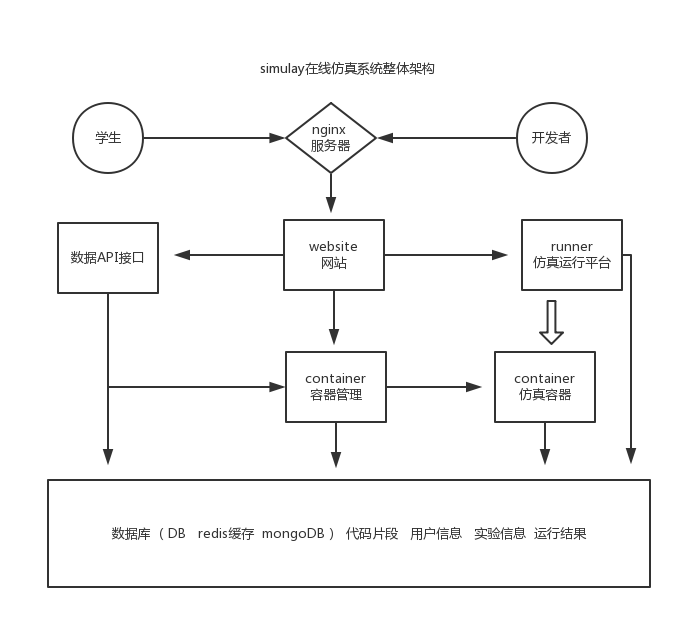 simulay在线仿真系统整体架构
学生
nginx
服务器
开发者
数据API接口
website
网站
runner
仿真运行平台
container
容器管理
container
仿真容器
数据库（ DB redis缓存 mongoDB ） 代码片段 用户信息 实验信息 运行结果